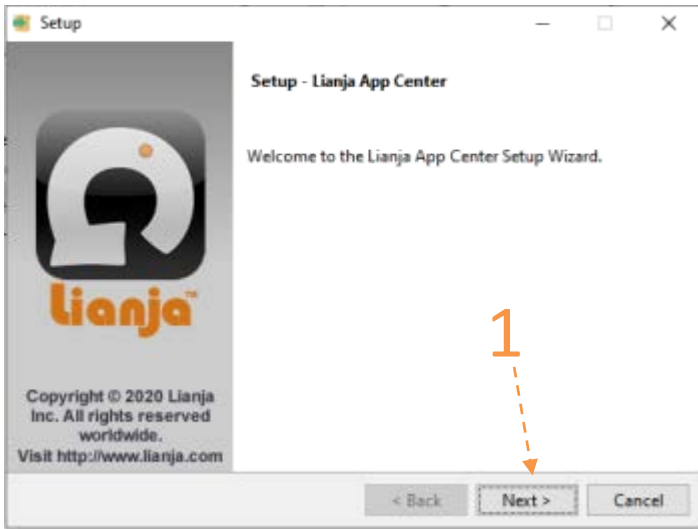 Setup
Setup - Lianja App Center
Welcome to the Lianja App Center Setup Wizard.
Lianja™
Copyright © 2020 Lianja
Inc. All rights reserved
worldwide.
Visit http://www.lianja.com
1
< Back
Next >
Cancel